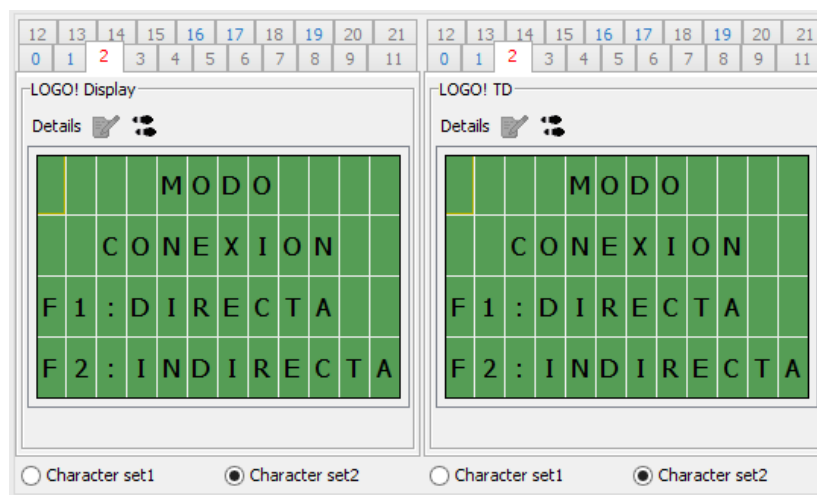 12 13 14 15 16 17 18 19 20 21
0 1 2 3 4 5 6 7 8 9 11
LOGO! Display
Details
MODO
CONEXION
F1:DIRECTA
F2:INDIRECTA
Character set1 Character set2
12 13 14 15 16 17 18 19 20 21
0 1 2 3 4 5 6 7 8 9 11
LOGO! TD
Details
MODO
CONEXION
F1:DIRECTA
F2:INDIRECTA
Character set1 Character set2